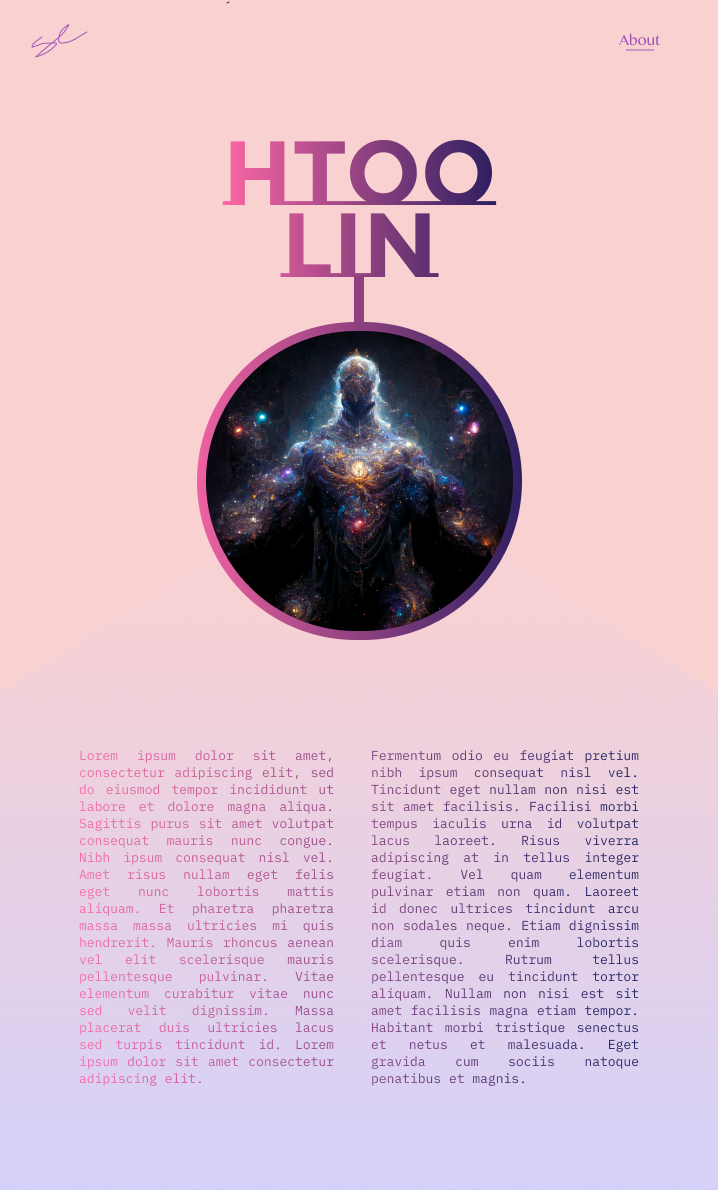 About
HTOO
LIN
Lorem ipsum dolor sit amet,
consectetur adipiscing elit, sed
do eiusmod tempor incididunt ut
labore et dolore magna aliqua.
Sagittis purus sit amet volutpat
consequat mauris nunc congue.
Nibh ipsum consequat nisl vel.
Amet risus nullam eget felis
eget nunc lobortis mattis
aliquam. Et pharetra pharetra
massa massa ultricies mi quis
hendrerit. Mauris rhoncus aenean
vel elit scelerisque mauris
pellentesque pulvinar. Vitae
elementum curabitur vitae nunc
sed velit dignissim. Massa
placerat duis ultricies lacus
sed turpis tincidunt id. Lorem
ipsum dolor sit amet consectetur
adipiscing elit.
Fermentum odio eu feugiat pretium
nibh ipsum consequat nisl vel.
Tincidunt eget nullam non nisi est
sit amet facilisis. Facilisi morbi
tempus iaculis urna id volutpat
lacus laoreet. Risus viverra
adipiscing at in tellus integer
feugiat. Vel quam elementum
pulvinar etiam non quam. Laoreet
id donec ultrices tincidunt arcu
non sodales neque. Etiam dignissim
diam quis enim lobortis
scelerisque. Rutrum tellus
pellentesque eu tincidunt tortor
aliquam. Nullam non nisi est sit
amet facilisis magna etiam tempor.
Habitant morbi tristique senectus
et netus et malesuada. Eget
gravida cum sociis natoque
penatibus et magnis.